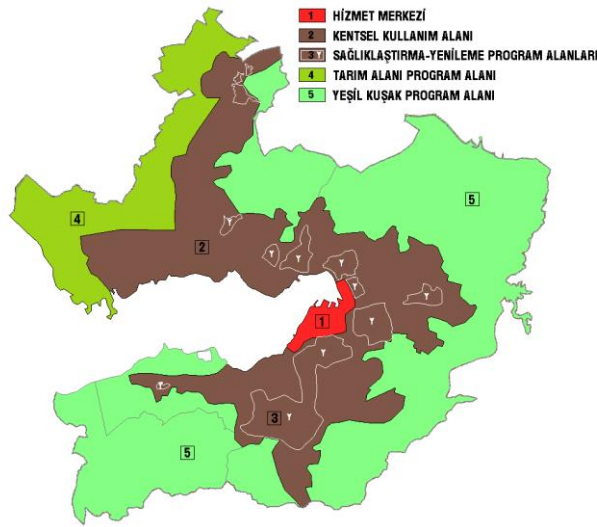 1 HİZMET MERKEZİ
2 KENTSEL KULLANIM ALANI
3 Y SAĞLIKLAŞTIRMA-YENİLEME PROGRAM ALANLARI
4 TARIM ALANI PROGRAM ALANI
5 YEŞİL KUŞAK PROGRAM ALANI
5
4
Y
2
Y
Y
Y
Y
Y
1
Y
Y
Y
3
Y
5